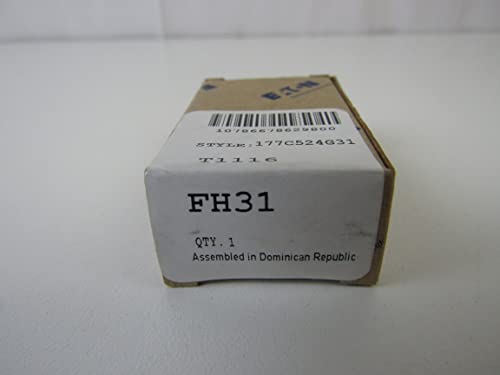 E·T·N
10786678629800
STYLE:177C524G31
T1116
FH31
QTY. 1
Assembled in Dominican Republic